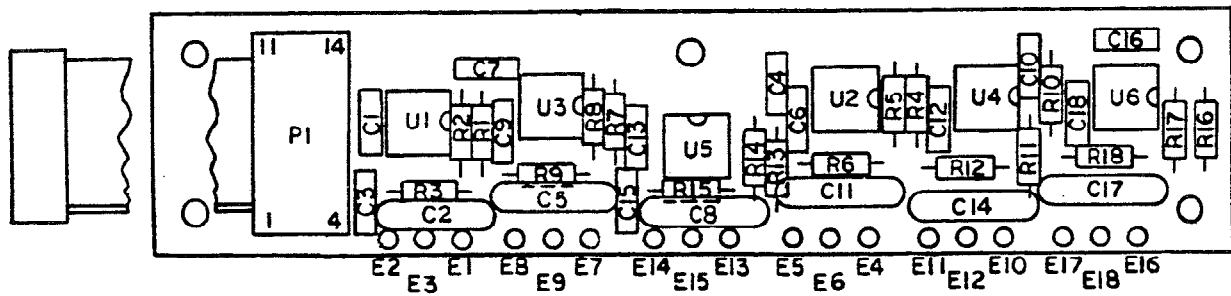 11 14
P1
1 4
C1
C3
U1
R2
R1
C9
C7
U3
R8
R7
C13
R3
C2
R9
C5
C15
U5
R15
C8
R14
R13
C4
C6
U2
R5
R4
C12
R6
C11
U4
C10
R10
C18
R11
R12
C14
C16
U6
R17
R16
R18
C17
E2 E3 E1 E8 E9 E7 E14 E15 E13 E5 E6 E4 E11 E12 E10 E17 E18 E16